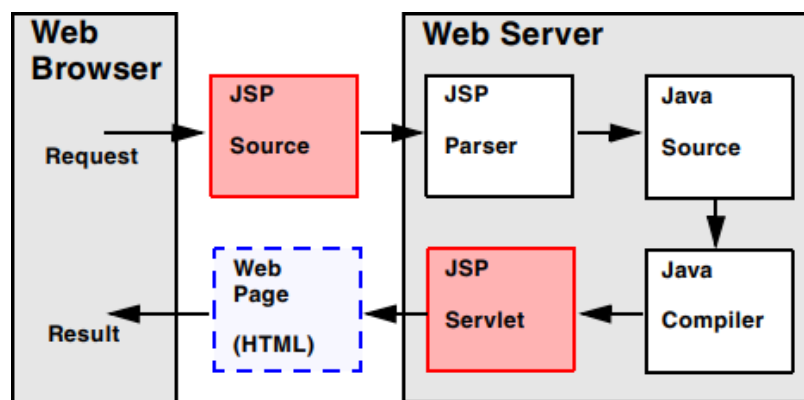 Web
Browser
Web Server
JSP
Source
JSP
Parser
Java
Source
Request
Web
Page
(HTML)
JSP
Servlet
Java
Compiler
Result